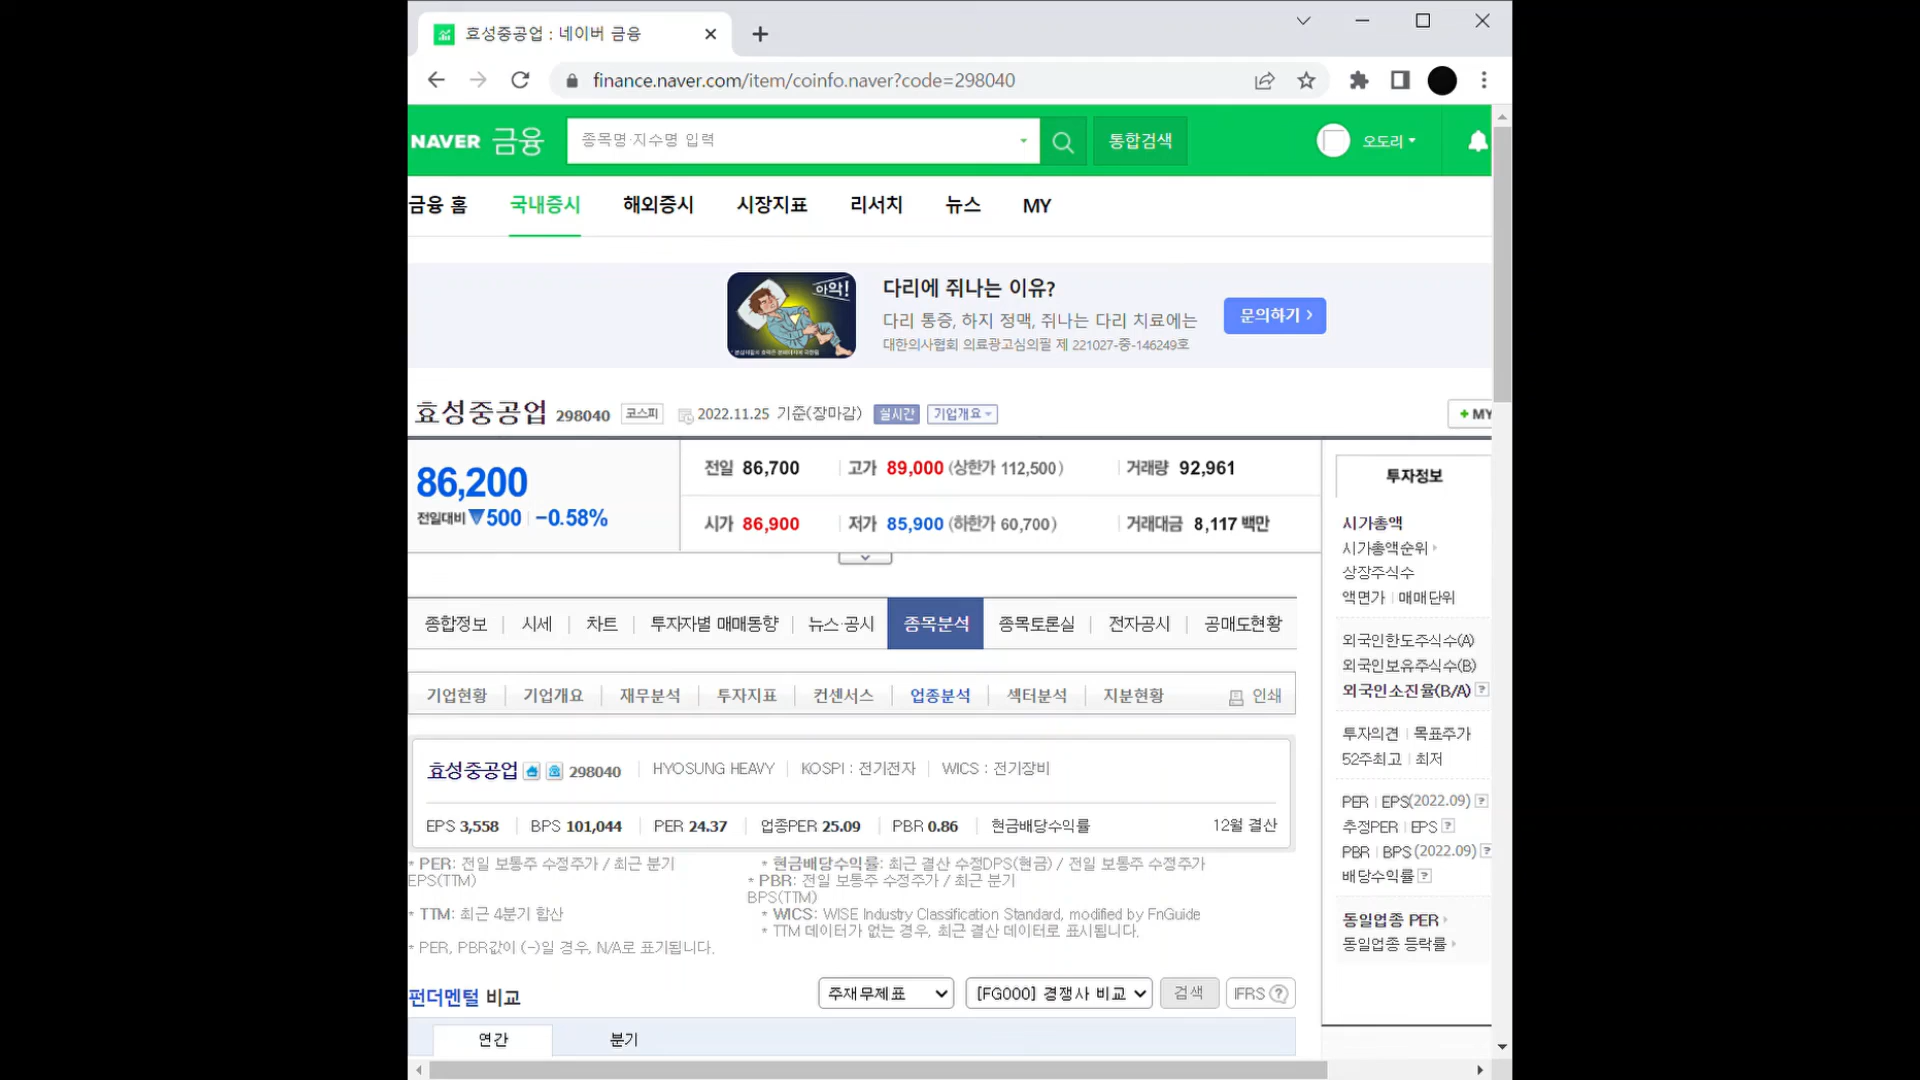 효성중공업 : 네이버 금융
finance.naver.com/item/coinfo.naver?code=298040
NAVER 금융 종목명·지수명 입력 통합검색 오도리
금융 홈 국내증시 해외증시 시장지표 리서치 뉴스 MY
아악!
다리에 쥐나는 이유?
다리 통증, 하지 정맥, 쥐나는 다리 치료에는
대한의사협회 의료광고심의필 제 221027-중-146249호
문의하기 ›
효성중공업 298040 코스피 2022.11.25 기준(장마감) 실시간 기업개요 + MY
86,200
전일대비 ▼500 -0.58%
전일 86,700 고가 89,000 (상한가 112,500) 거래량 92,961
시가 86,900 저가 85,900 (하한가 60,700) 거래대금 8,117 백만
종합정보 시세 차트 투자자별 매매동향 뉴스·공시 종목분석 종목토론실 전자공시 공매도현황
기업현황 기업개요 재무분석 투자지표 컨센서스 업종분석 섹터분석 지분현황 인쇄
효성중공업 298040 HYOSUNG HEAVY KOSPI : 전기전자 WICS : 전기장비
EPS 3,558 BPS 101,044 PER 24.37 업종PER 25.09 PBR 0.86 현금배당수익률 12월 결산
* PER: 전일 보통주 수정주가 / 최근 분기
EPS(TTM)
* TTM: 최근 4분기 합산
* PER, PBR값이 (-)일 경우, N/A로 표기됩니다.
* 현금배당수익률: 최근 결산 수정DPS(현금) / 전일 보통주 수정주가
* PBR: 전일 보통주 수정주가 / 최근 분기
BPS(TTM)
* WICS: WISE Industry Classification Standard, modified by FnGuide
* TTM 데이터가 없는 경우, 최근 결산 데이터로 표시됩니다.
펀더멘털 비교 주재무제표 [FG000] 경쟁사 비교 검색 IFRS ?
연간 분기
투자정보
시가총액
시가총액순위
상장주식수
액면가 매매단위
외국인한도주식수(A)
외국인보유주식수(B)
외국인소진율(B/A) ?
투자의견 목표주가
52주최고 최저
PER EPS(2022.09) ?
추정PER EPS ?
PBR BPS (2022.09) ?
배당수익률 ?
동일업종 PER
동일업종 등락률